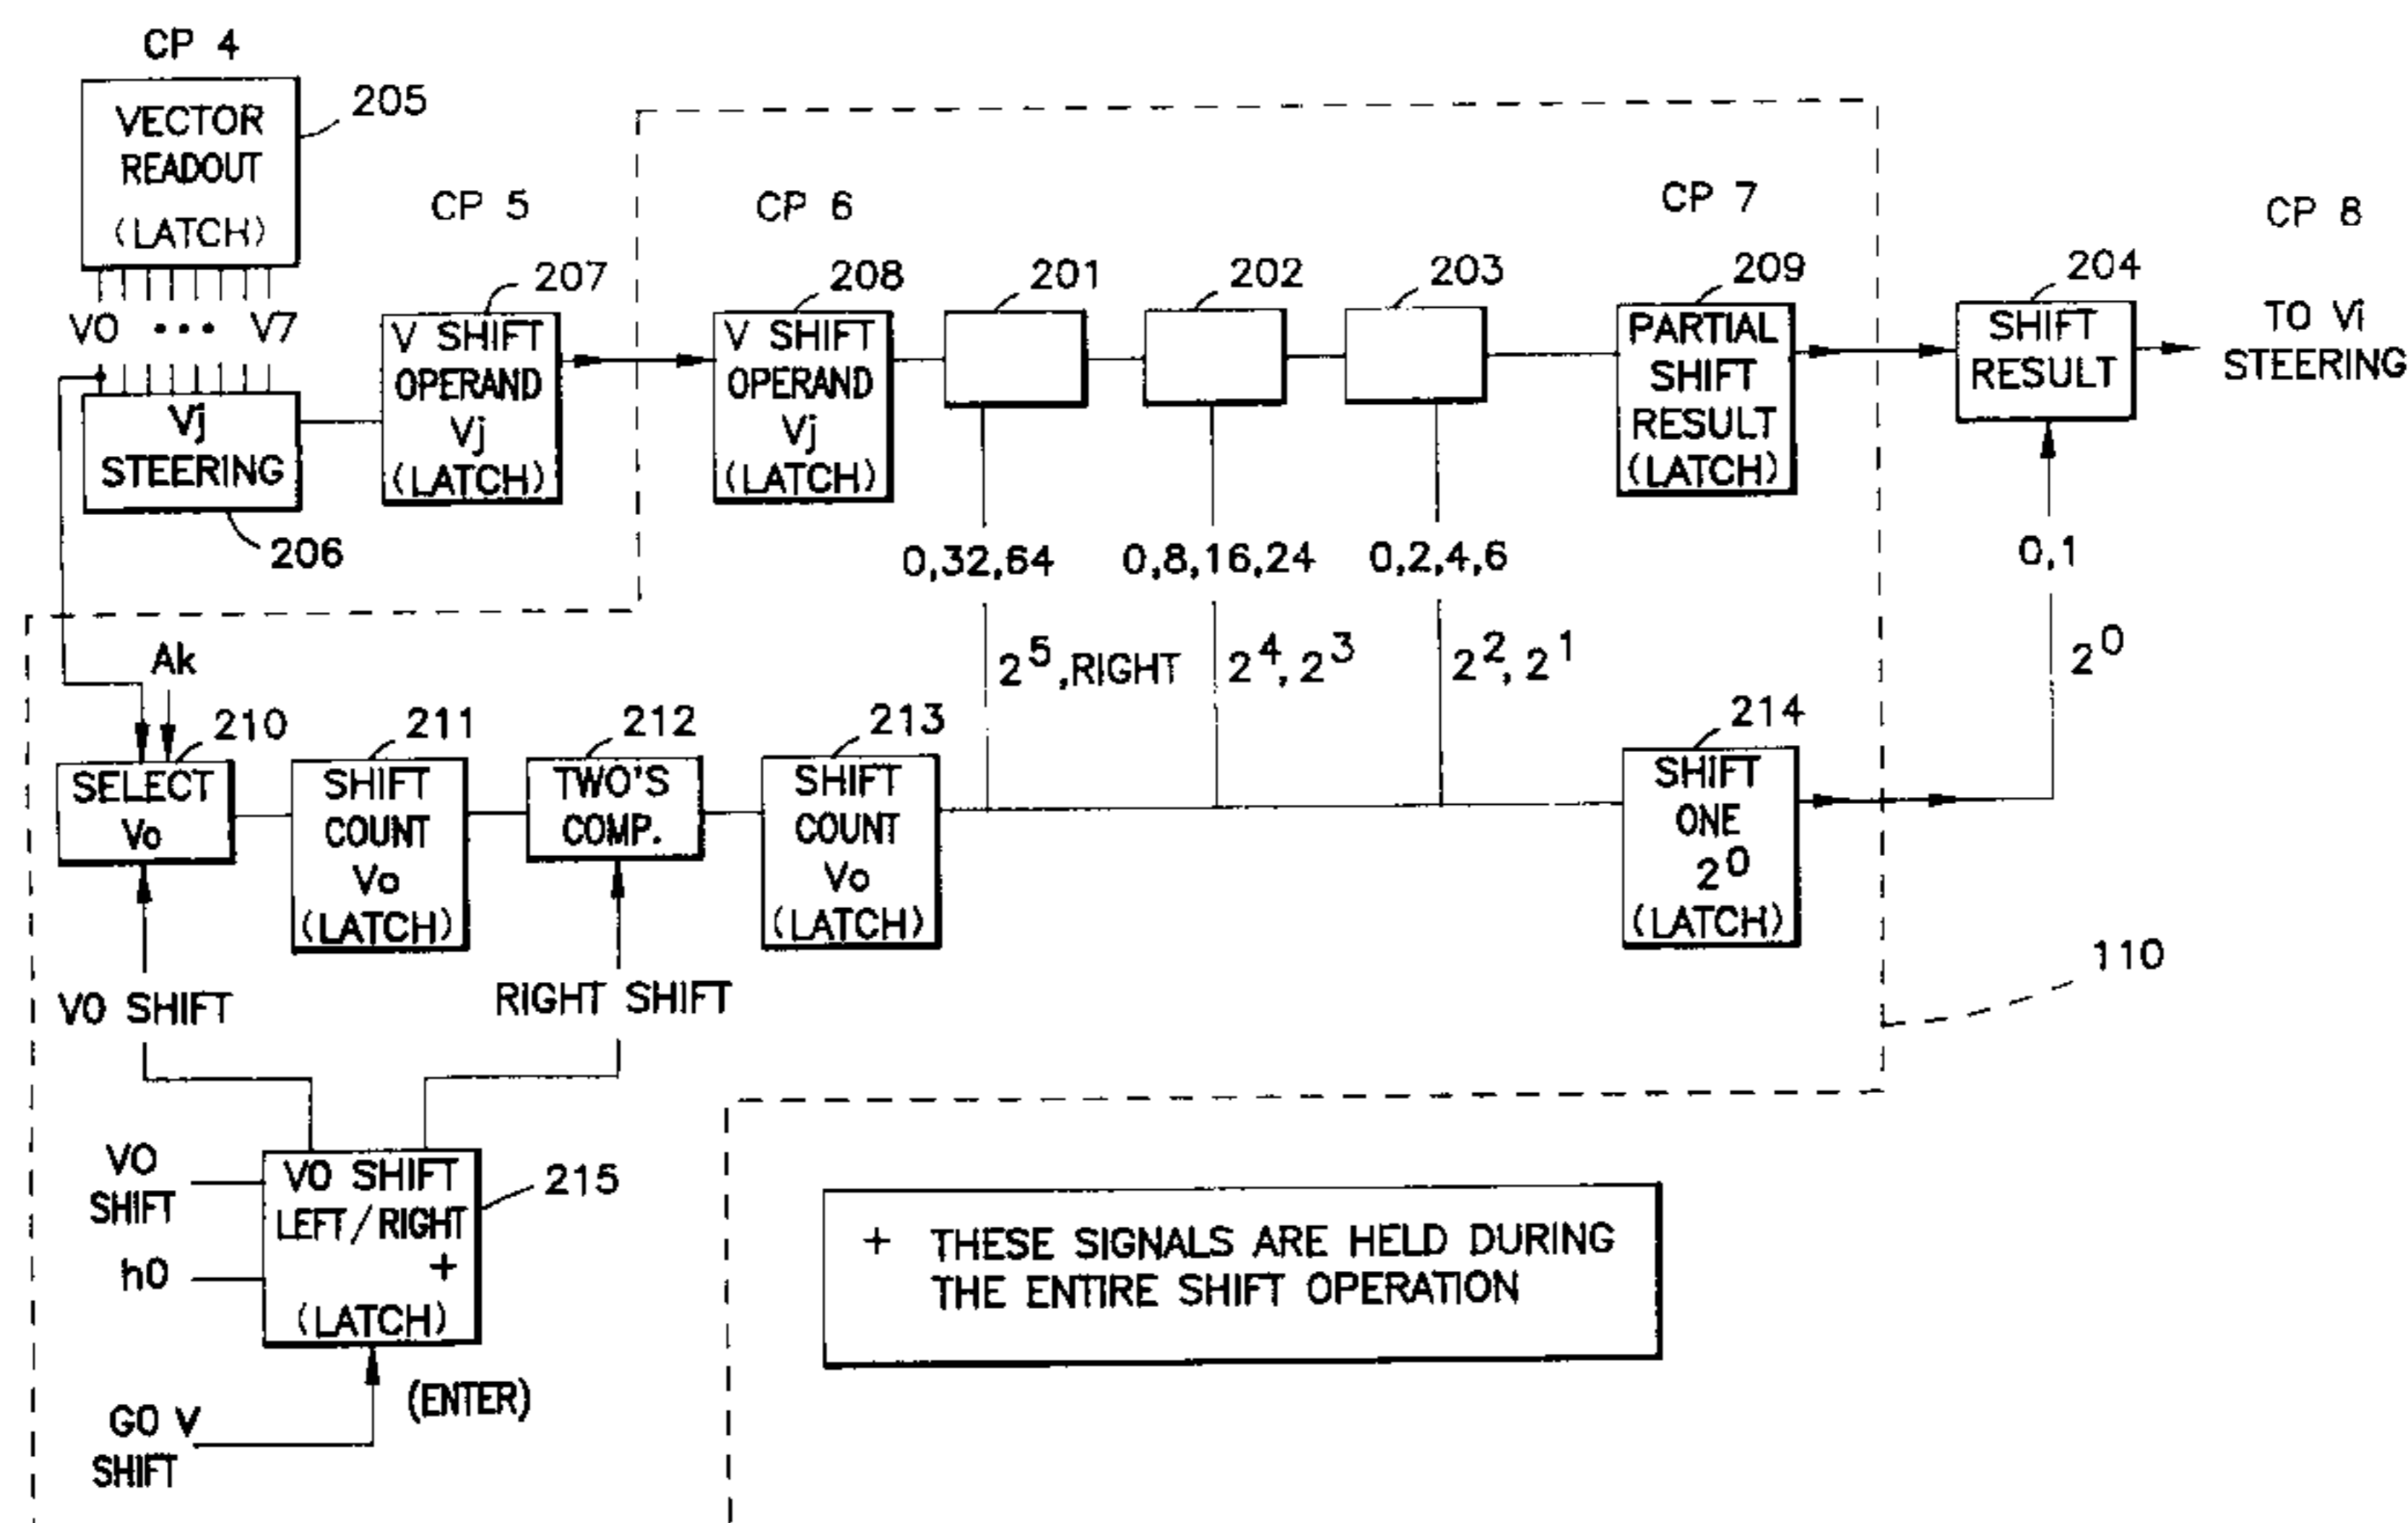 CP 4
VECTOR
READOUT
(LATCH)
205
V0 ••• V7
Vj
STEERING
206
CP 5
V SHIFT
OPERAND
Vj
(LATCH)
207
CP 6
V SHIFT
OPERAND
Vj
(LATCH)
208
201
202
203
CP 7
PARTIAL
SHIFT
RESULT
(LATCH)
209
204
SHIFT
RESULT
CP 8
TO Vi
STEERING
0,32,64
0,8,16,24
0,2,4,6
0,1
2^5,RIGHT
2^4, 2^3
2^2, 2^1
2^0
Ak
210
SELECT
Vo
211
SHIFT
COUNT
Vo
(LATCH)
212
TWO'S
COMP.
213
SHIFT
COUNT
Vo
(LATCH)
214
SHIFT
ONE
2^0
(LATCH)
110
V0 SHIFT
RIGHT SHIFT
V0
SHIFT
h0
V0 SHIFT
LEFT/RIGHT
+
(LATCH)
215
GO V
SHIFT
(ENTER)
+ THESE SIGNALS ARE HELD DURING
THE ENTIRE SHIFT OPERATION